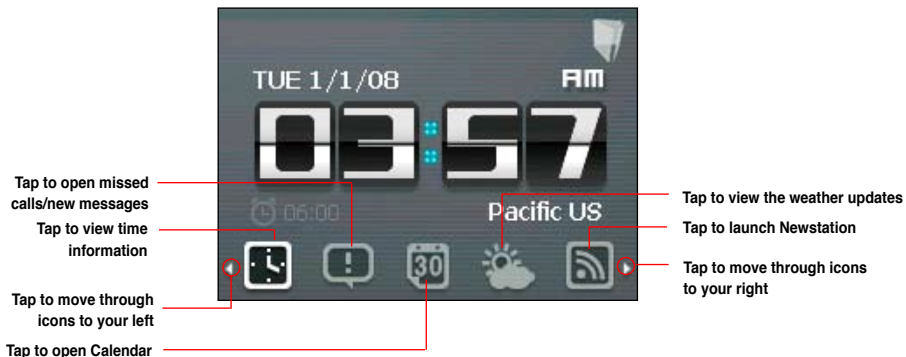 TUE 1/1/08
AM
03:57
06:00
Pacific US
30
Tap to open missed
calls/new messages
Tap to view time
information
Tap to move through
icons to your left
Tap to open Calendar
Tap to view the weather updates
Tap to launch Newstation
Tap to move through icons
to your right